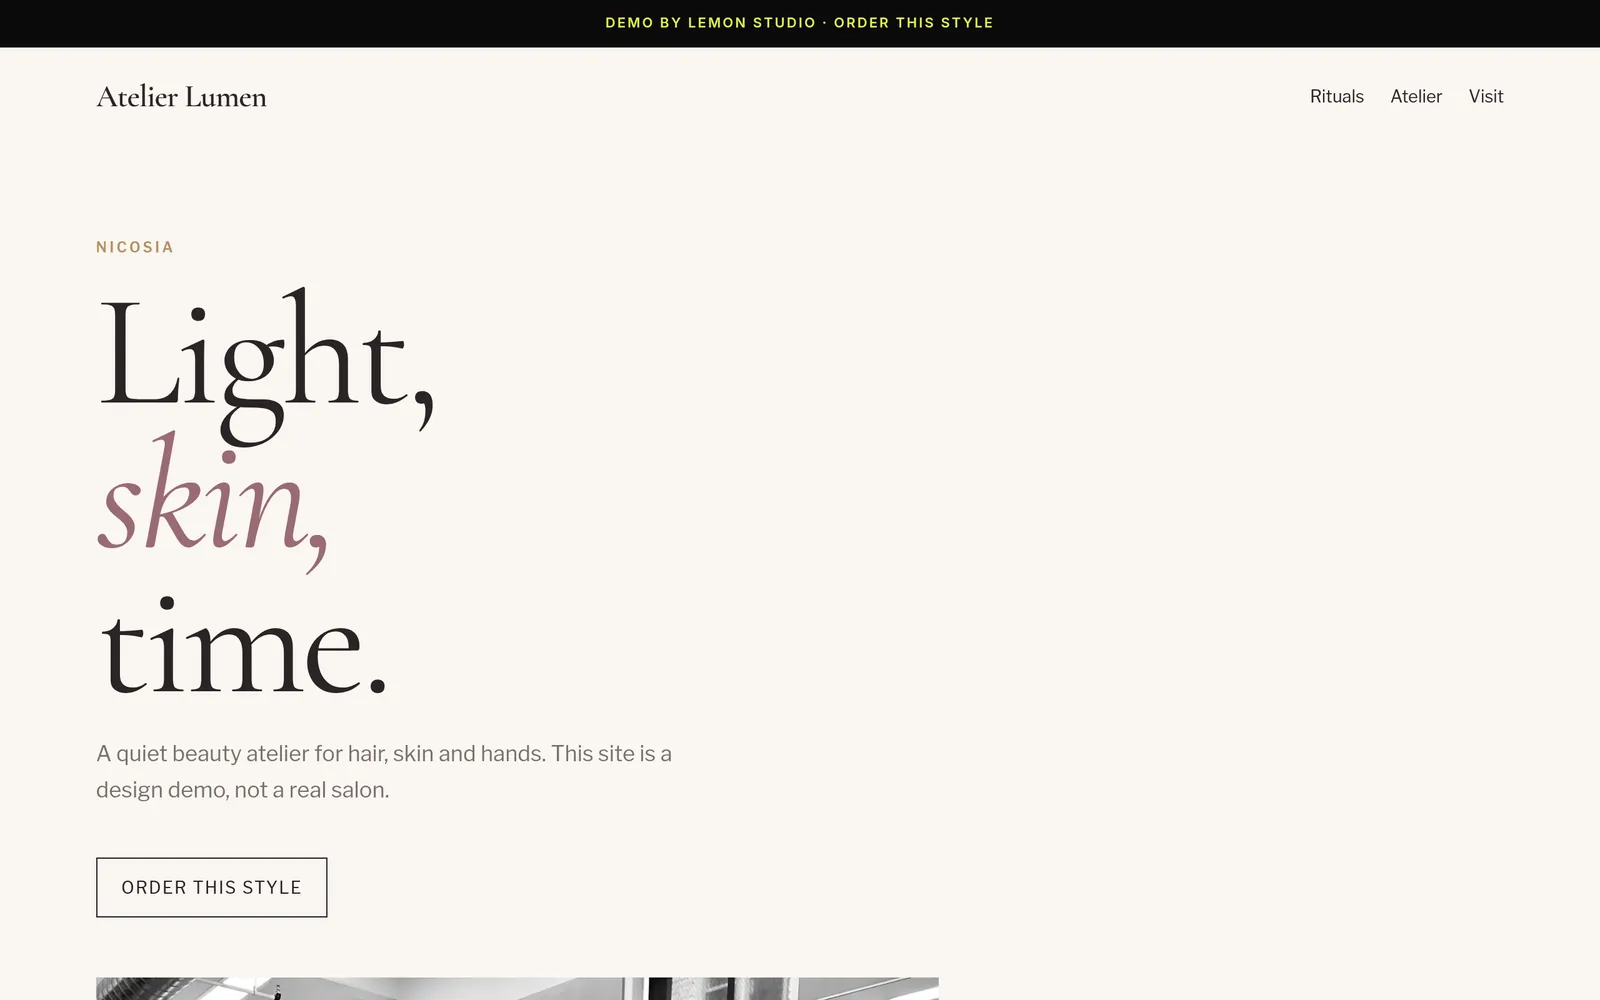 DEMO BY LEMON STUDIO · ORDER THIS STYLE
Atelier Lumen
Rituals Atelier Visit
NICOSIA
Light,
skin,
time.
A quiet beauty atelier for hair, skin and hands. This site is a
design demo, not a real salon.
ORDER THIS STYLE